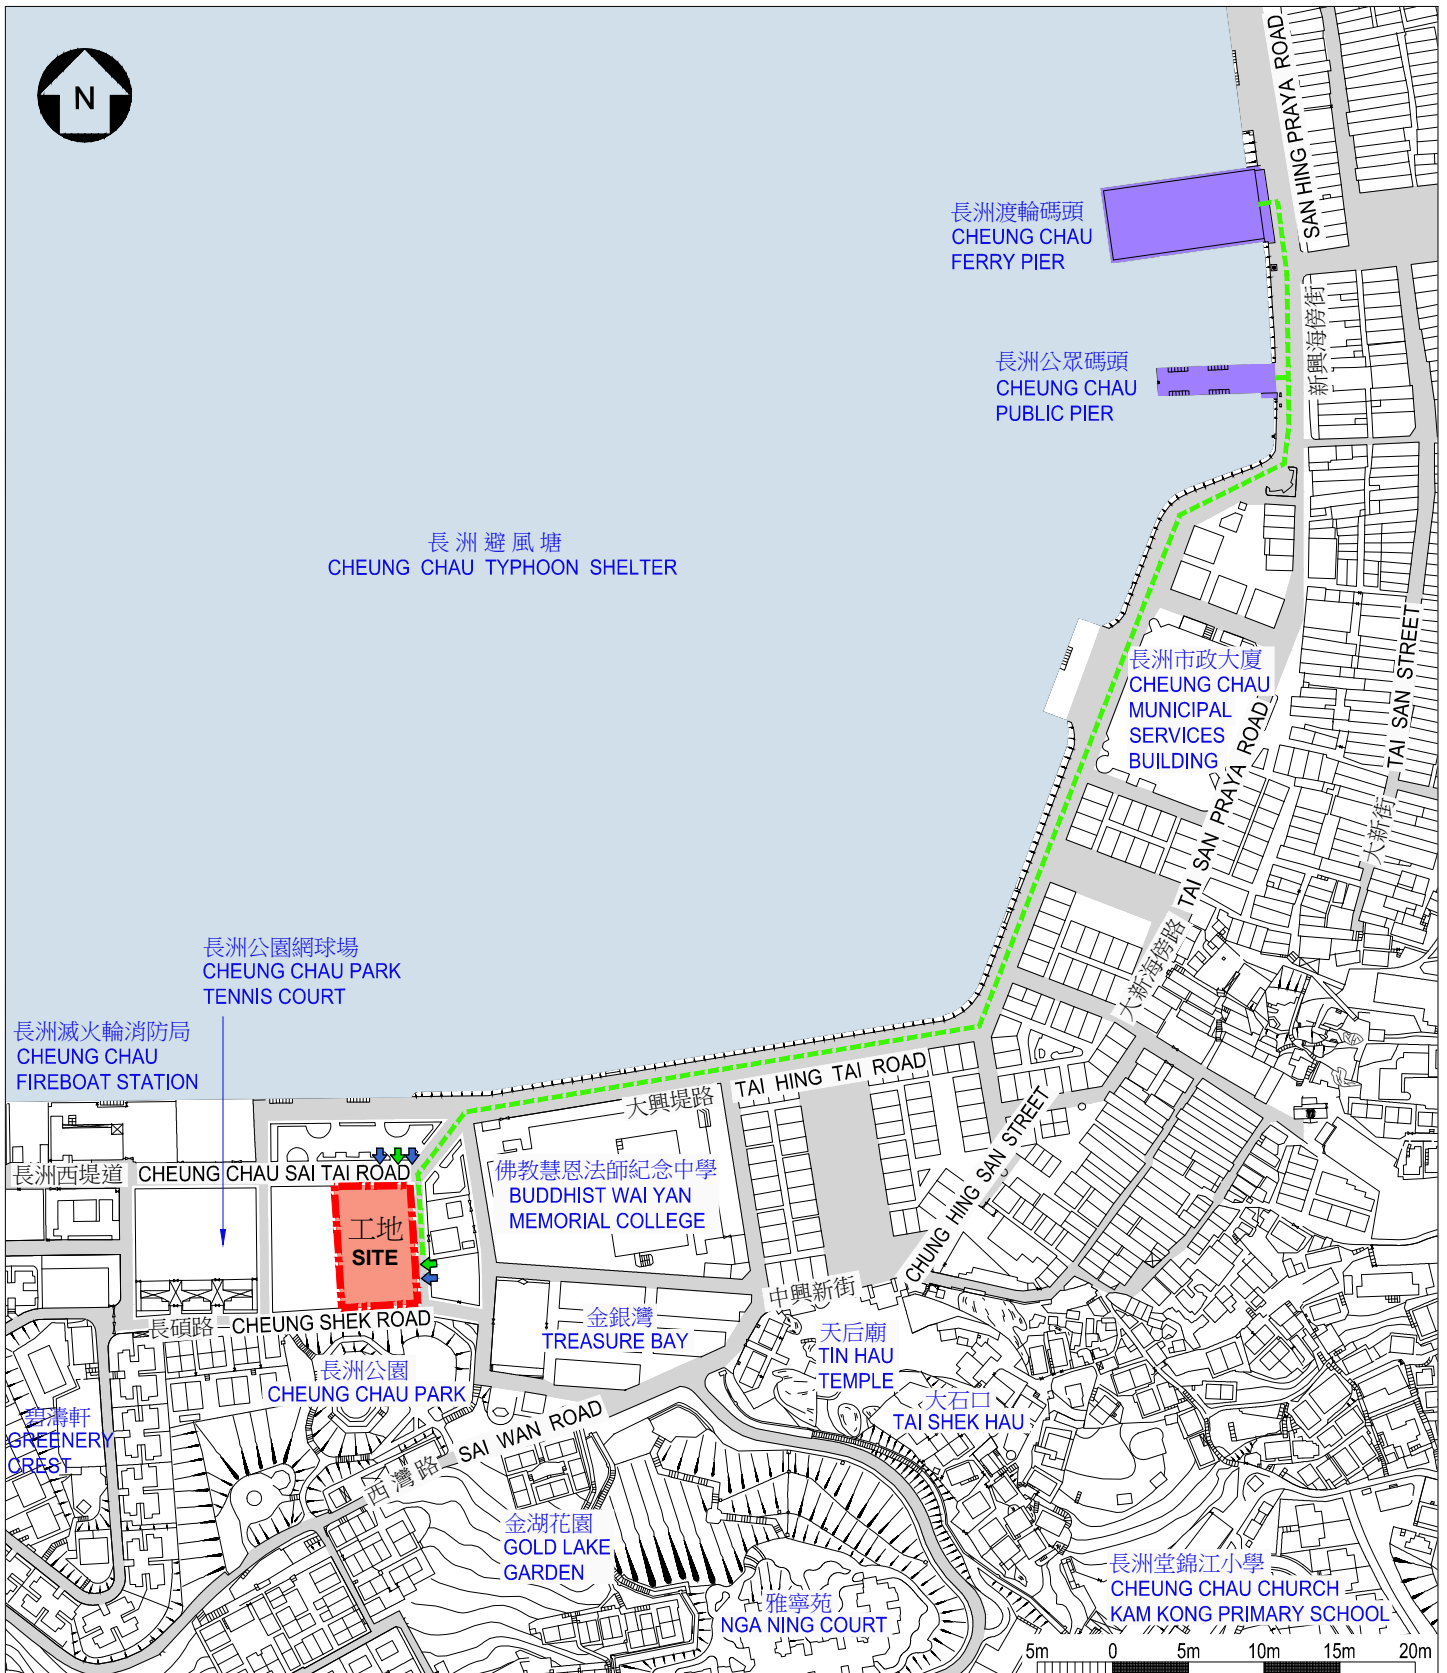 N
SAN HING PRAYA ROAD
長洲渡輪碼頭
CHEUNG CHAU
FERRY PIER
新興海傍街
長洲公眾碼頭
CHEUNG CHAU
PUBLIC PIER
長洲避風塘
CHEUNG CHAU TYPHOON SHELTER
長洲市政大廈
CHEUNG CHAU
MUNICIPAL
SERVICES
BUILDING
TAI SAN STREET
大新街
TAI SAN PRAYA ROAD
大新海傍路
長洲公園網球場
CHEUNG CHAU PARK
TENNIS COURT
長洲滅火輪消防局
CHEUNG CHAU
FIREBOAT STATION
TAI HING TAI ROAD
大興堤路
CHUNG HING SAN STREET
中興新街
長洲西堤道
CHEUNG CHAU SAI TAI ROAD
佛教慧恩法師紀念中學
BUDDHIST WAI YAN
MEMORIAL COLLEGE
工地
SITE
長碩路
CHEUNG SHEK ROAD
金銀灣
TREASURE BAY
天后廟
TIN HAU
TEMPLE
長洲公園
CHEUNG CHAU PARK
大石口
TAI SHEK HAU
碧濤軒
GREENERY
CREST
西灣路
SAI WAN ROAD
金湖花園
GOLD LAKE
GARDEN
雅寧苑
NGA NING COURT
長洲堂錦江小學
CHEUNG CHAU CHURCH
KAM KONG PRIMARY SCHOOL
5m 0 5m 10m 15m 20m